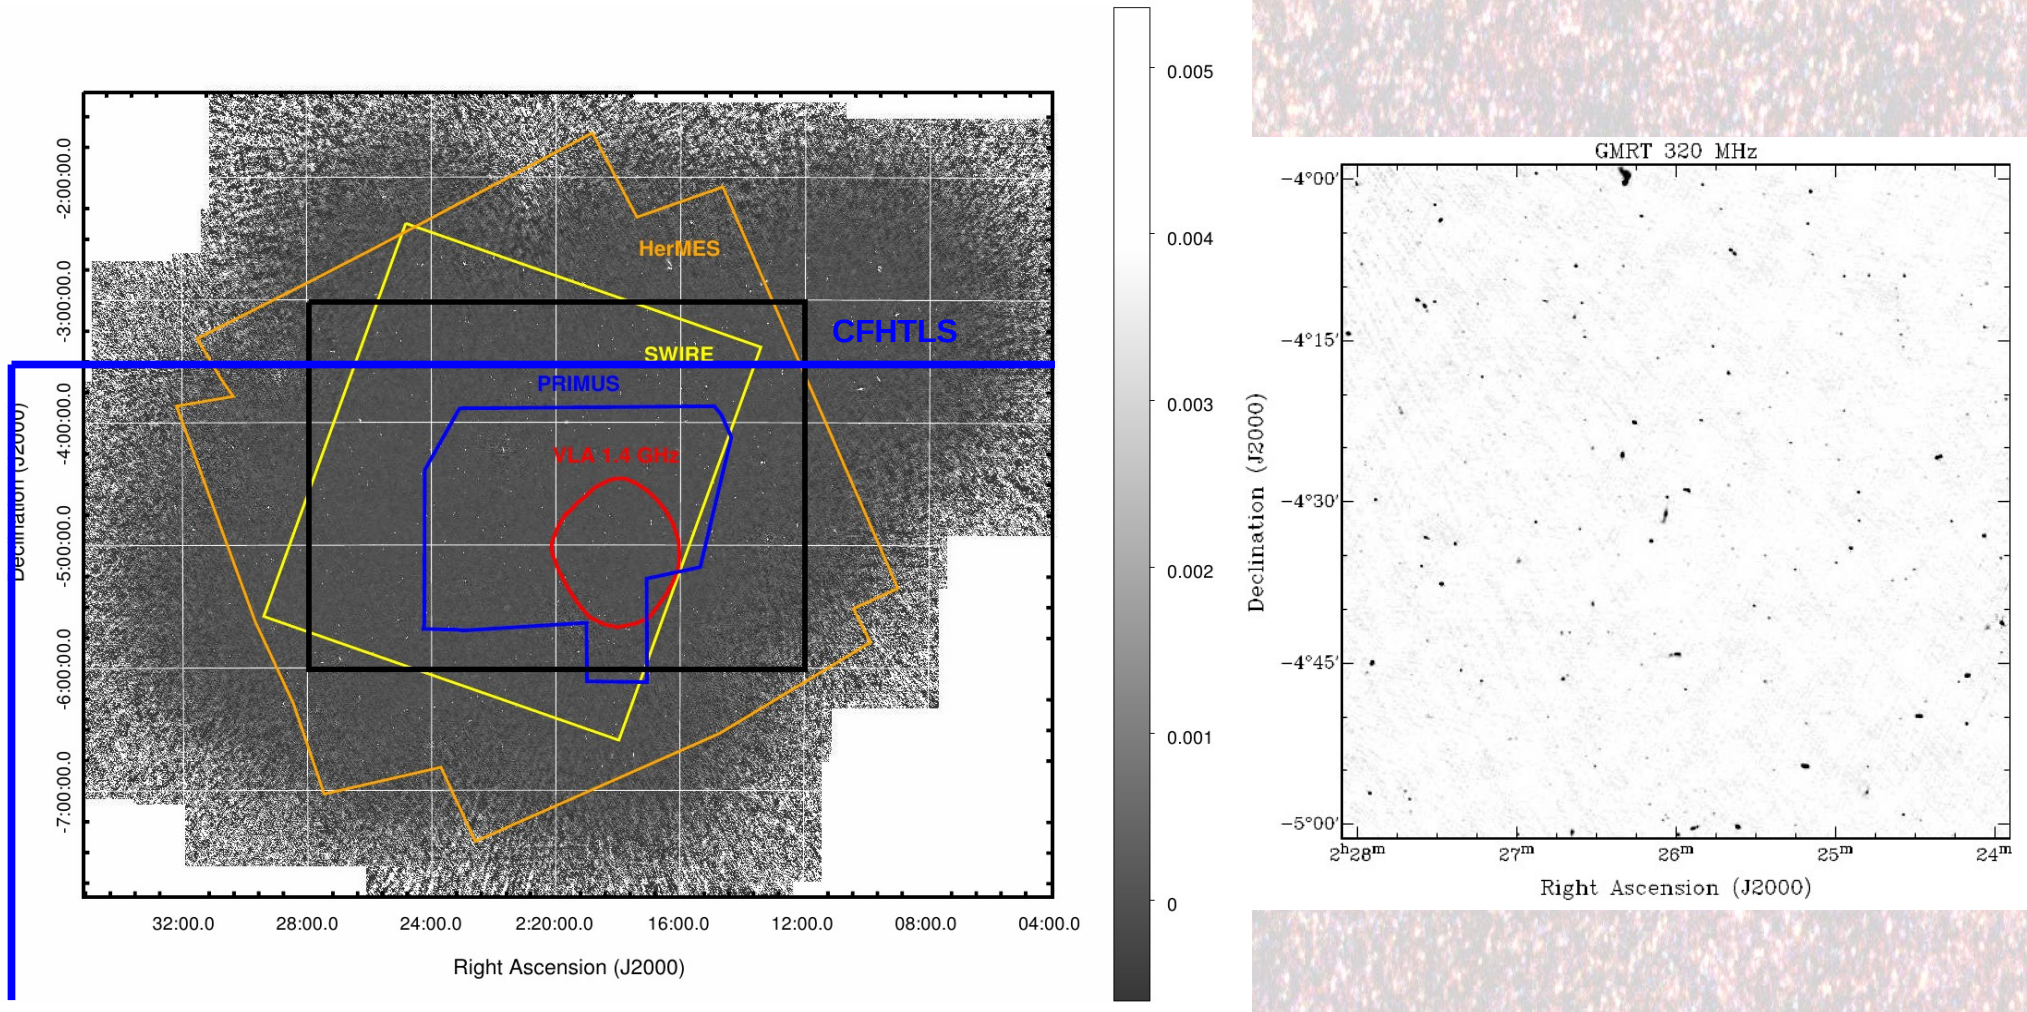 0.005
0.004
0.003
0.002
0.001
0
-2:00:00.0
-3:00:00.0
-4:00:00.0
-5:00:00.0
-6:00:00.0
-7:00:00.0
Declination (J2000)
HerMES
CFHTLS
SWIRE
PRIMUS
VLA 1.4 GHz
32:00.0 28:00.0 24:00.0 2:20:00.0 16:00.0 12:00.0 08:00.0 04:00.0
Right Ascension (J2000)
GMRT 320 MHz
−4°00′
−4°15′
−4°30′
−4°45′
−5°00′
Declination (J2000)
2ʰ28ᵐ 27ᵐ 26ᵐ 25ᵐ 24ᵐ
Right Ascension (J2000)